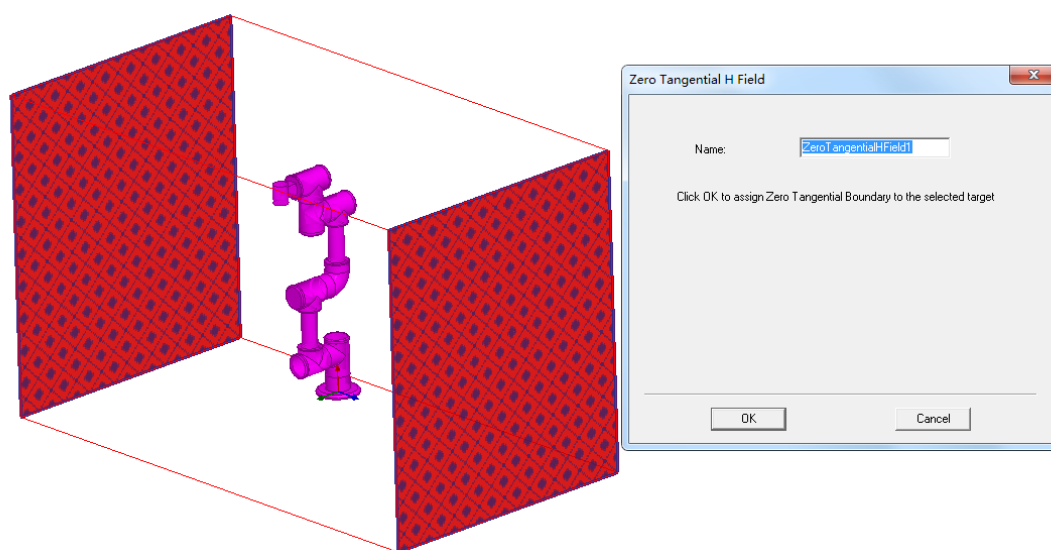 Zero Tangential H Field
Name:
ZeroTangentialHField1
Click OK to assign Zero Tangential Boundary to the selected target
OK
Cancel